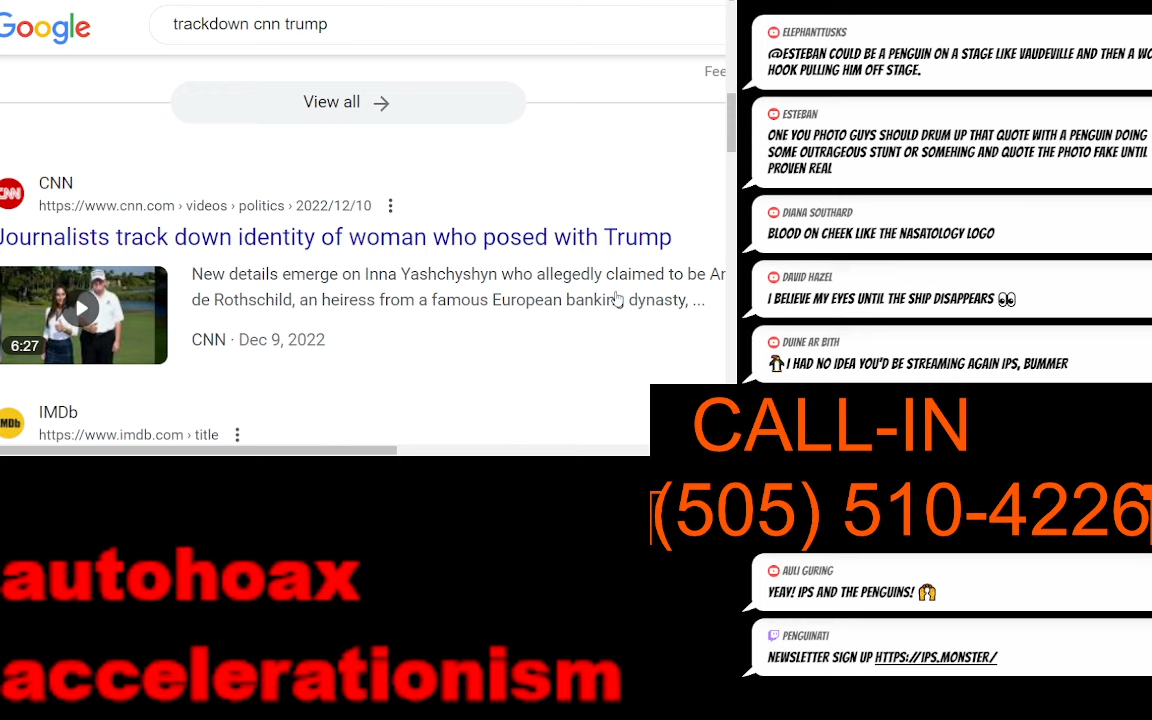 Google
trackdown cnn trump
Fee
View all →
CNN
CNN
https://www.cnn.com › videos › politics › 2022/12/10
Journalists track down identity of woman who posed with Trump
New details emerge on Inna Yashchyshyn who allegedly claimed to be An
de Rothschild, an heiress from a famous European banking dynasty, ...
6:27
CNN · Dec 9, 2022
IMDb
IMDb
https://www.imdb.com › title
autohoax
accelerationism
ELEPHANTTUSKS
@ESTEBAN COULD BE A PENGUIN ON A STAGE LIKE VAUDEVILLE AND THEN A WO
HOOK PULLING HIM OFF STAGE.
ESTEBAN
ONE YOU PHOTO GUYS SHOULD DRUM UP THAT QUOTE WITH A PENGUIN DOING
SOME OUTRAGEOUS STUNT OR SOMEHING AND QUOTE THE PHOTO FAKE UNTIL
PROVEN REAL
DIANA SOUTHARD
BLOOD ON CHEEK LIKE THE NASATOLOGY LOGO
DAVID HAZEL
I BELIEVE MY EYES UNTIL THE SHIP DISAPPEARS 👀
DUINE AR BITH
🐧I HAD NO IDEA YOU'D BE STREAMING AGAIN IPS, BUMMER
CALL-IN
(505) 510-4226
AULI GURING
YEAY! IPS AND THE PENGUINS! 🙌
PENGUINATI
NEWSLETTER SIGN UP HTTPS://IPS.MONSTER/